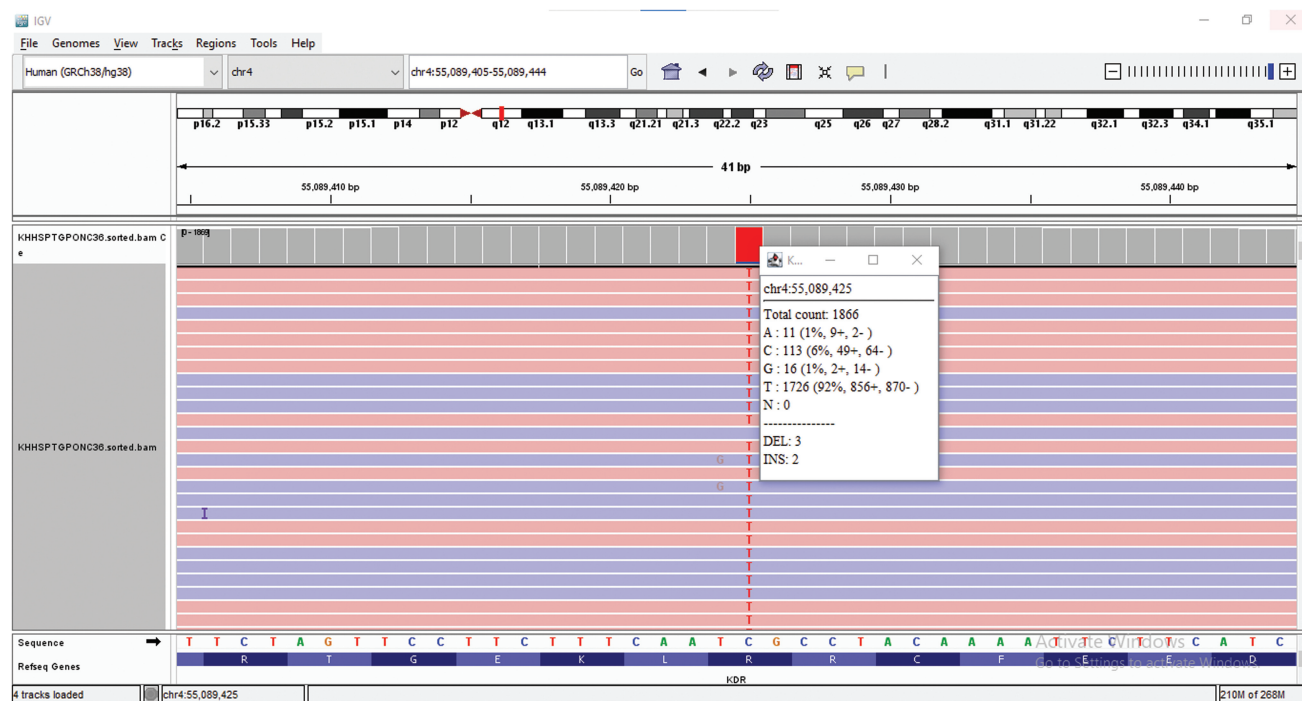 IGV
File Genomes View Tracks Regions Tools Help
Human (GRCh38/hg38) chr4 chr4:55,089,405-55,089,444 Go
p16.2 p15.33 p15.2 p15.1 p14 p12 q12 q13.1 q13.3 q21.21 q21.3 q22.2 q23 q25 q26 q27 q28.2 q31.1 q31.22 q32.1 q32.3 q34.1 q35.1
41 bp
55,089,410 bp 55,089,420 bp 55,089,430 bp 55,089,440 bp
KHHSPTGPONC36.sorted.bam C
e
[0 - 1869]
K...
chr4:55,089,425
Total count: 1866
A : 11 (1%, 9+, 2- )
C : 113 (6%, 49+, 64- )
G : 16 (1%, 2+, 14- )
T : 1726 (92%, 856+, 870- )
N : 0
---------------
DEL: 3
INS: 2
KHHSPTGPONC36.sorted.bam
T
T
T
T
T
T
T
T
T
T
T
T
T
T
G T
T
G T
T
I T
T
T
T
T
T
T
T
T
Sequence T T C T A G T T C C T T C T T T C A A T C G C C T A C A A A A T T C T T C A T C
Refseq Genes R T G E K L R R C F E E D
KDR
Activate Windows
Go to Settings to activate Windows.
4 tracks loaded chr4:55,089,425 210M of 268M